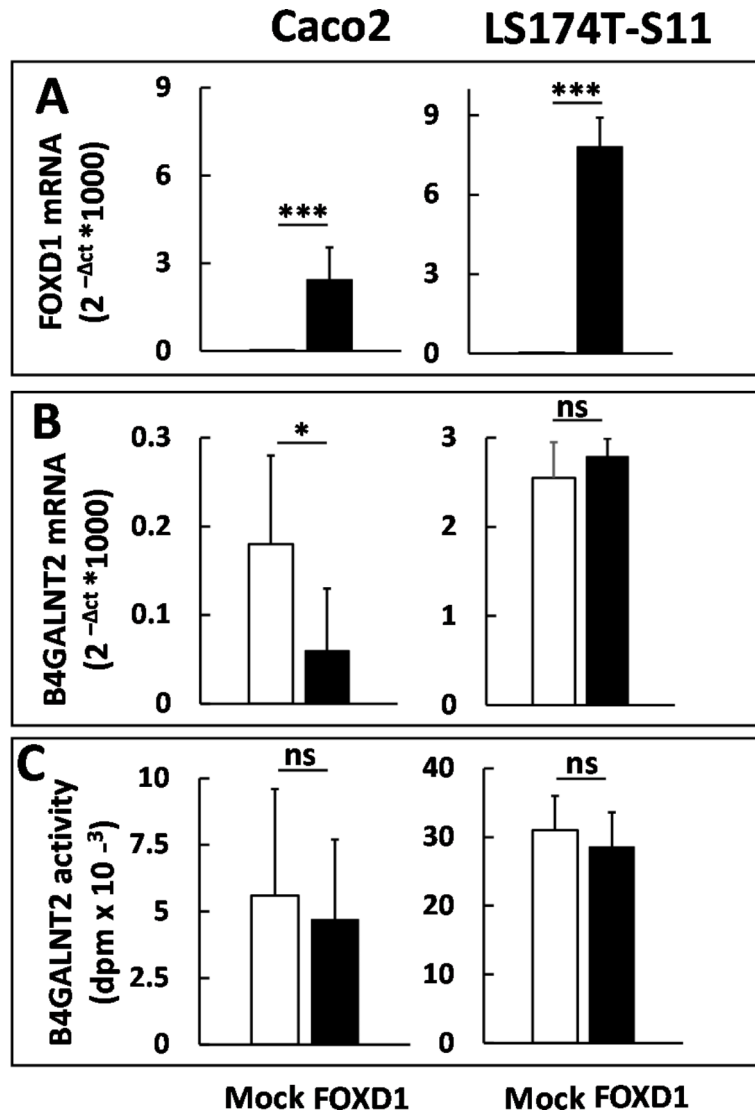 Caco2 LS174T-S11
A
FOXD1 mRNA
(2 ⁻Δct *1000)
9
6
3
0
***
9
6
3
0
***
B
B4GALNT2 mRNA
(2 ⁻Δct *1000)
0.3
0.2
0.1
0
*
3
2
1
0
ns
C
B4GALNT2 activity
(dpm x 10 ⁻³)
10
7.5
5
2.5
0
ns
40
30
20
10
0
ns
Mock FOXD1 Mock FOXD1